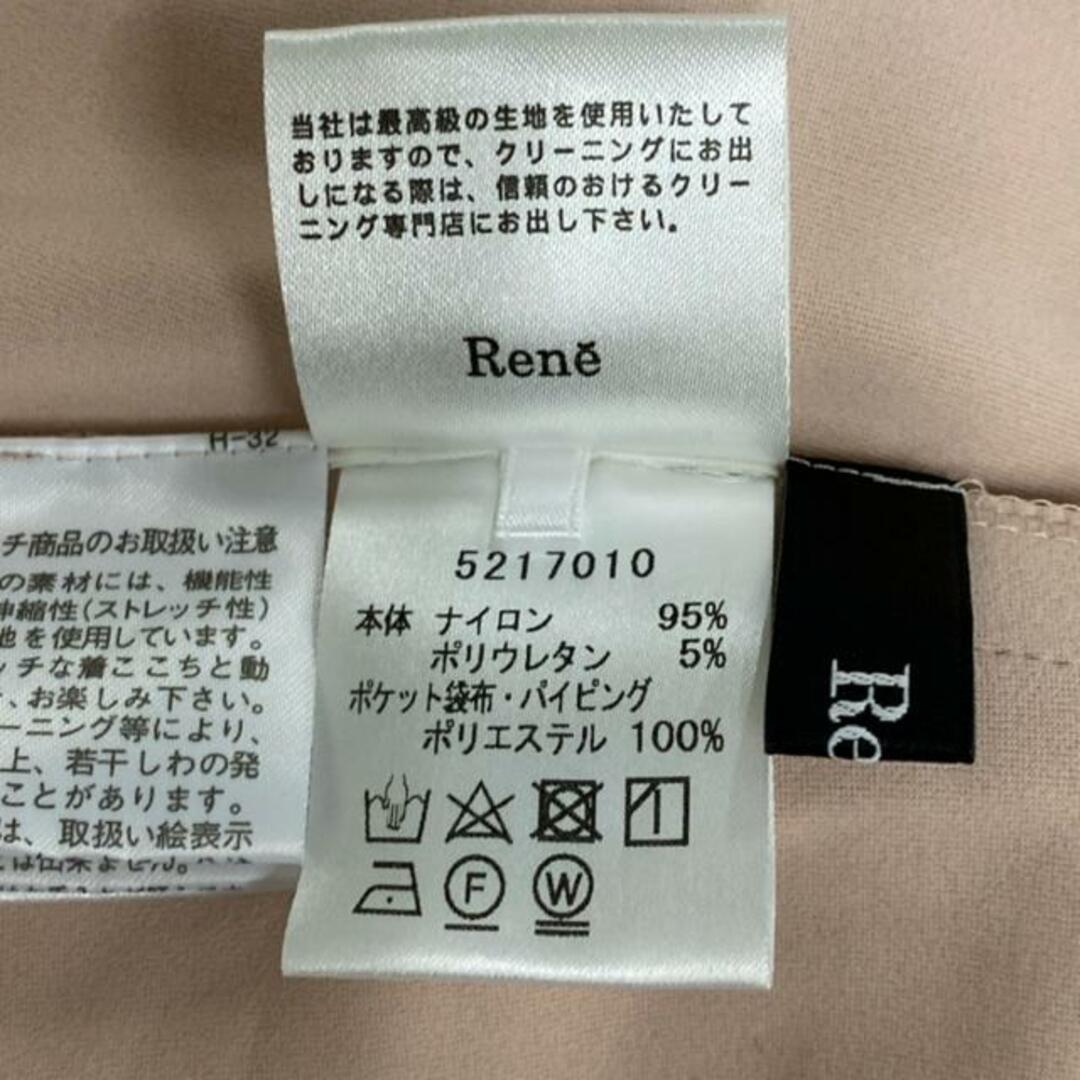 当社は最高級の生地を使用いたして
おりますので、クリーニングにお出
しになる際は、信頼のおけるクリー
ニング専門店にお出し下さい。
Renĕ
5217010
本体 ナイロン 95%
ポリウレタン 5%
ポケット袋布・パイピング
ポリエステル 100%
F W
チ商品のお取扱い注意
の素材には、機能性
伸縮性(ストレッチ性)
地を使用しています。
ッチな着ここちと動
、お楽しみ下さい。
ーニング等により、
上、若干しわの発
ことがあります。
は、取扱い絵表示
Re